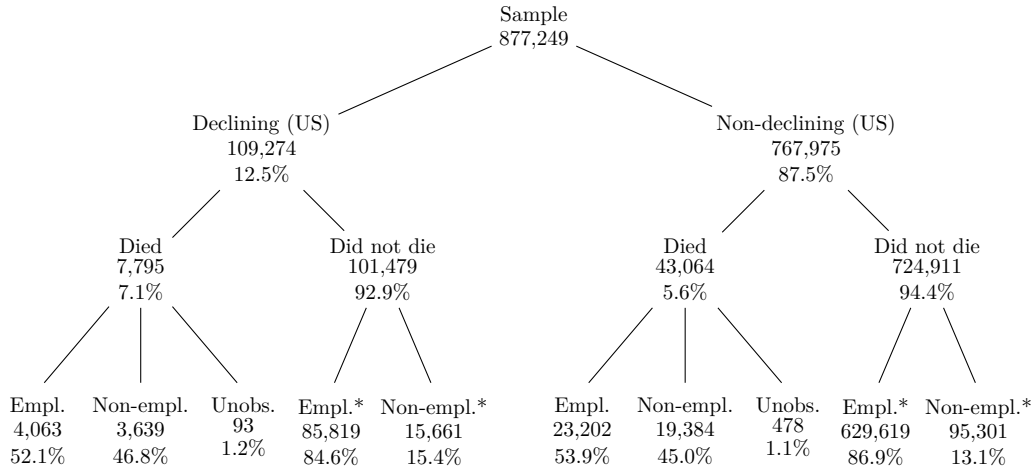 Sample
877,249
Declining (US)
109,274
12.5%
Non-declining (US)
767,975
87.5%
Died
7,795
7.1%
Did not die
101,479
92.9%
Died
43,064
5.6%
Did not die
724,911
94.4%
Empl.
4,063
52.1%
Non-empl.
3,639
46.8%
Unobs.
93
1.2%
Empl.*
85,819
84.6%
Non-empl.*
15,661
15.4%
Empl.
23,202
53.9%
Non-empl.
19,384
45.0%
Unobs.
478
1.1%
Empl.*
629,619
86.9%
Non-empl.*
95,301
13.1%